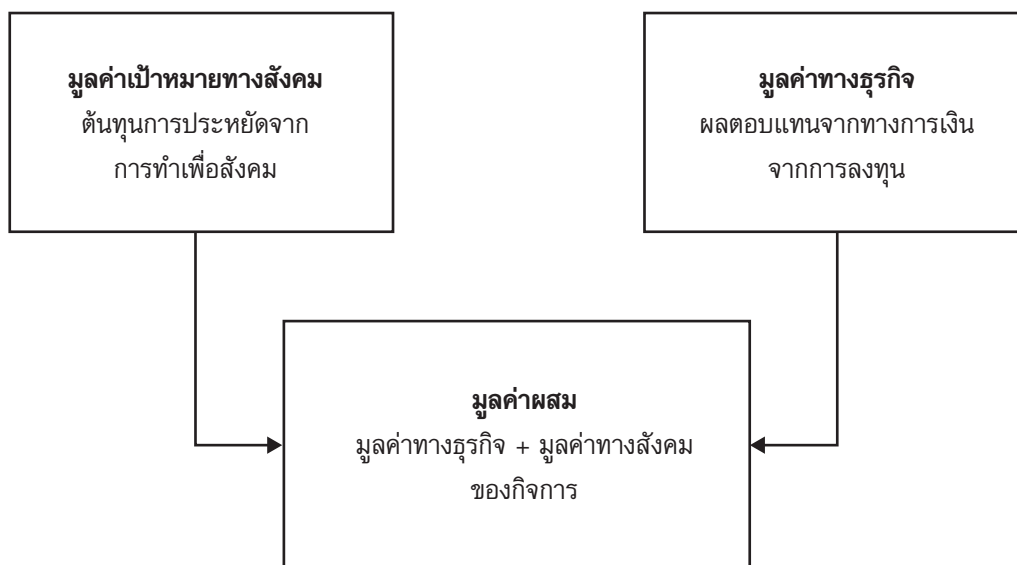 มูลค่าเป้าหมายทางสังคม
ต้นทุนการประหยัดจาก
การทำเพื่อสังคม
มูลค่าทางธุรกิจ
ผลตอบแทนจากทางการเงิน
จากการลงทุน
มูลค่าผสม
มูลค่าทางธุรกิจ + มูลค่าทางสังคม
ของกิจการ